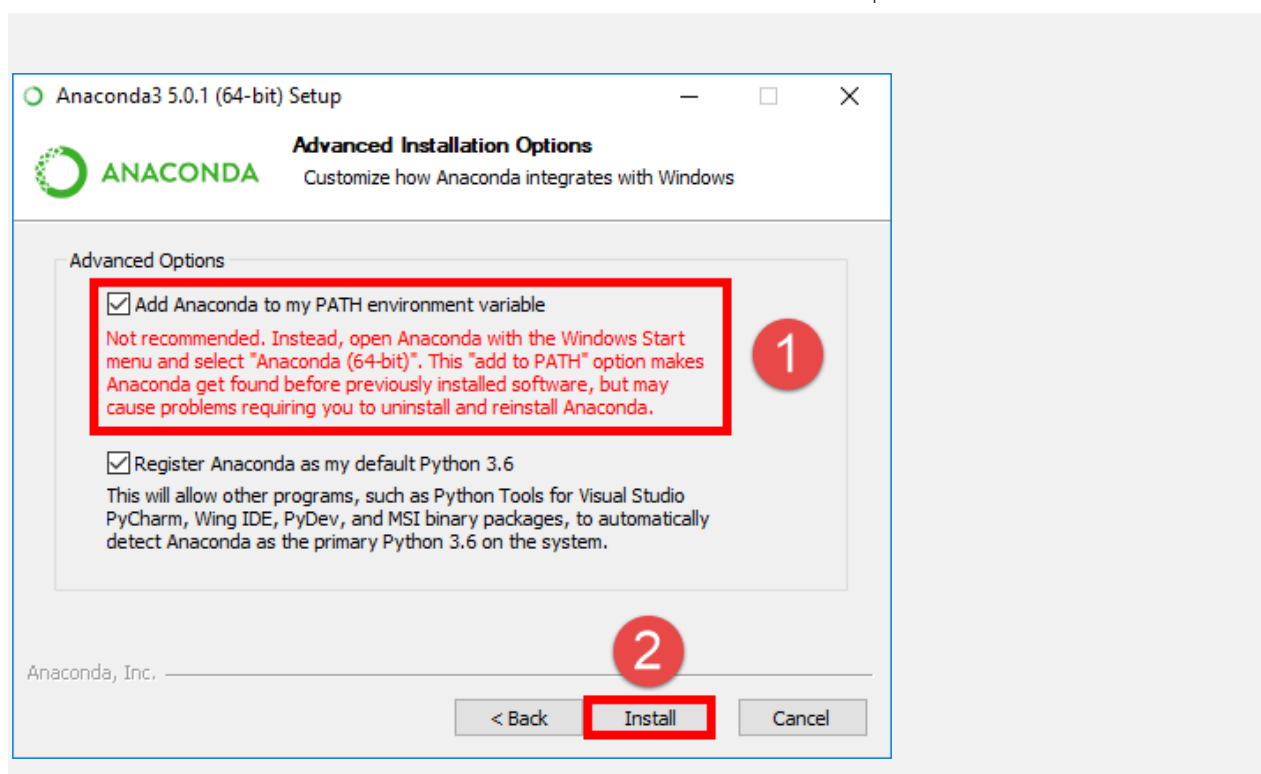 Anaconda3 5.0.1 (64-bit) Setup
ANACONDA
Advanced Installation Options
Customize how Anaconda integrates with Windows
Advanced Options
Add Anaconda to my PATH environment variable
Not recommended. Instead, open Anaconda with the Windows Start
menu and select "Anaconda (64-bit)". This "add to PATH" option makes
Anaconda get found before previously installed software, but may
cause problems requiring you to uninstall and reinstall Anaconda.
1
Register Anaconda as my default Python 3.6
This will allow other programs, such as Python Tools for Visual Studio
PyCharm, Wing IDE, PyDev, and MSI binary packages, to automatically
detect Anaconda as the primary Python 3.6 on the system.
2
Anaconda, Inc.
< Back
Install
Cancel